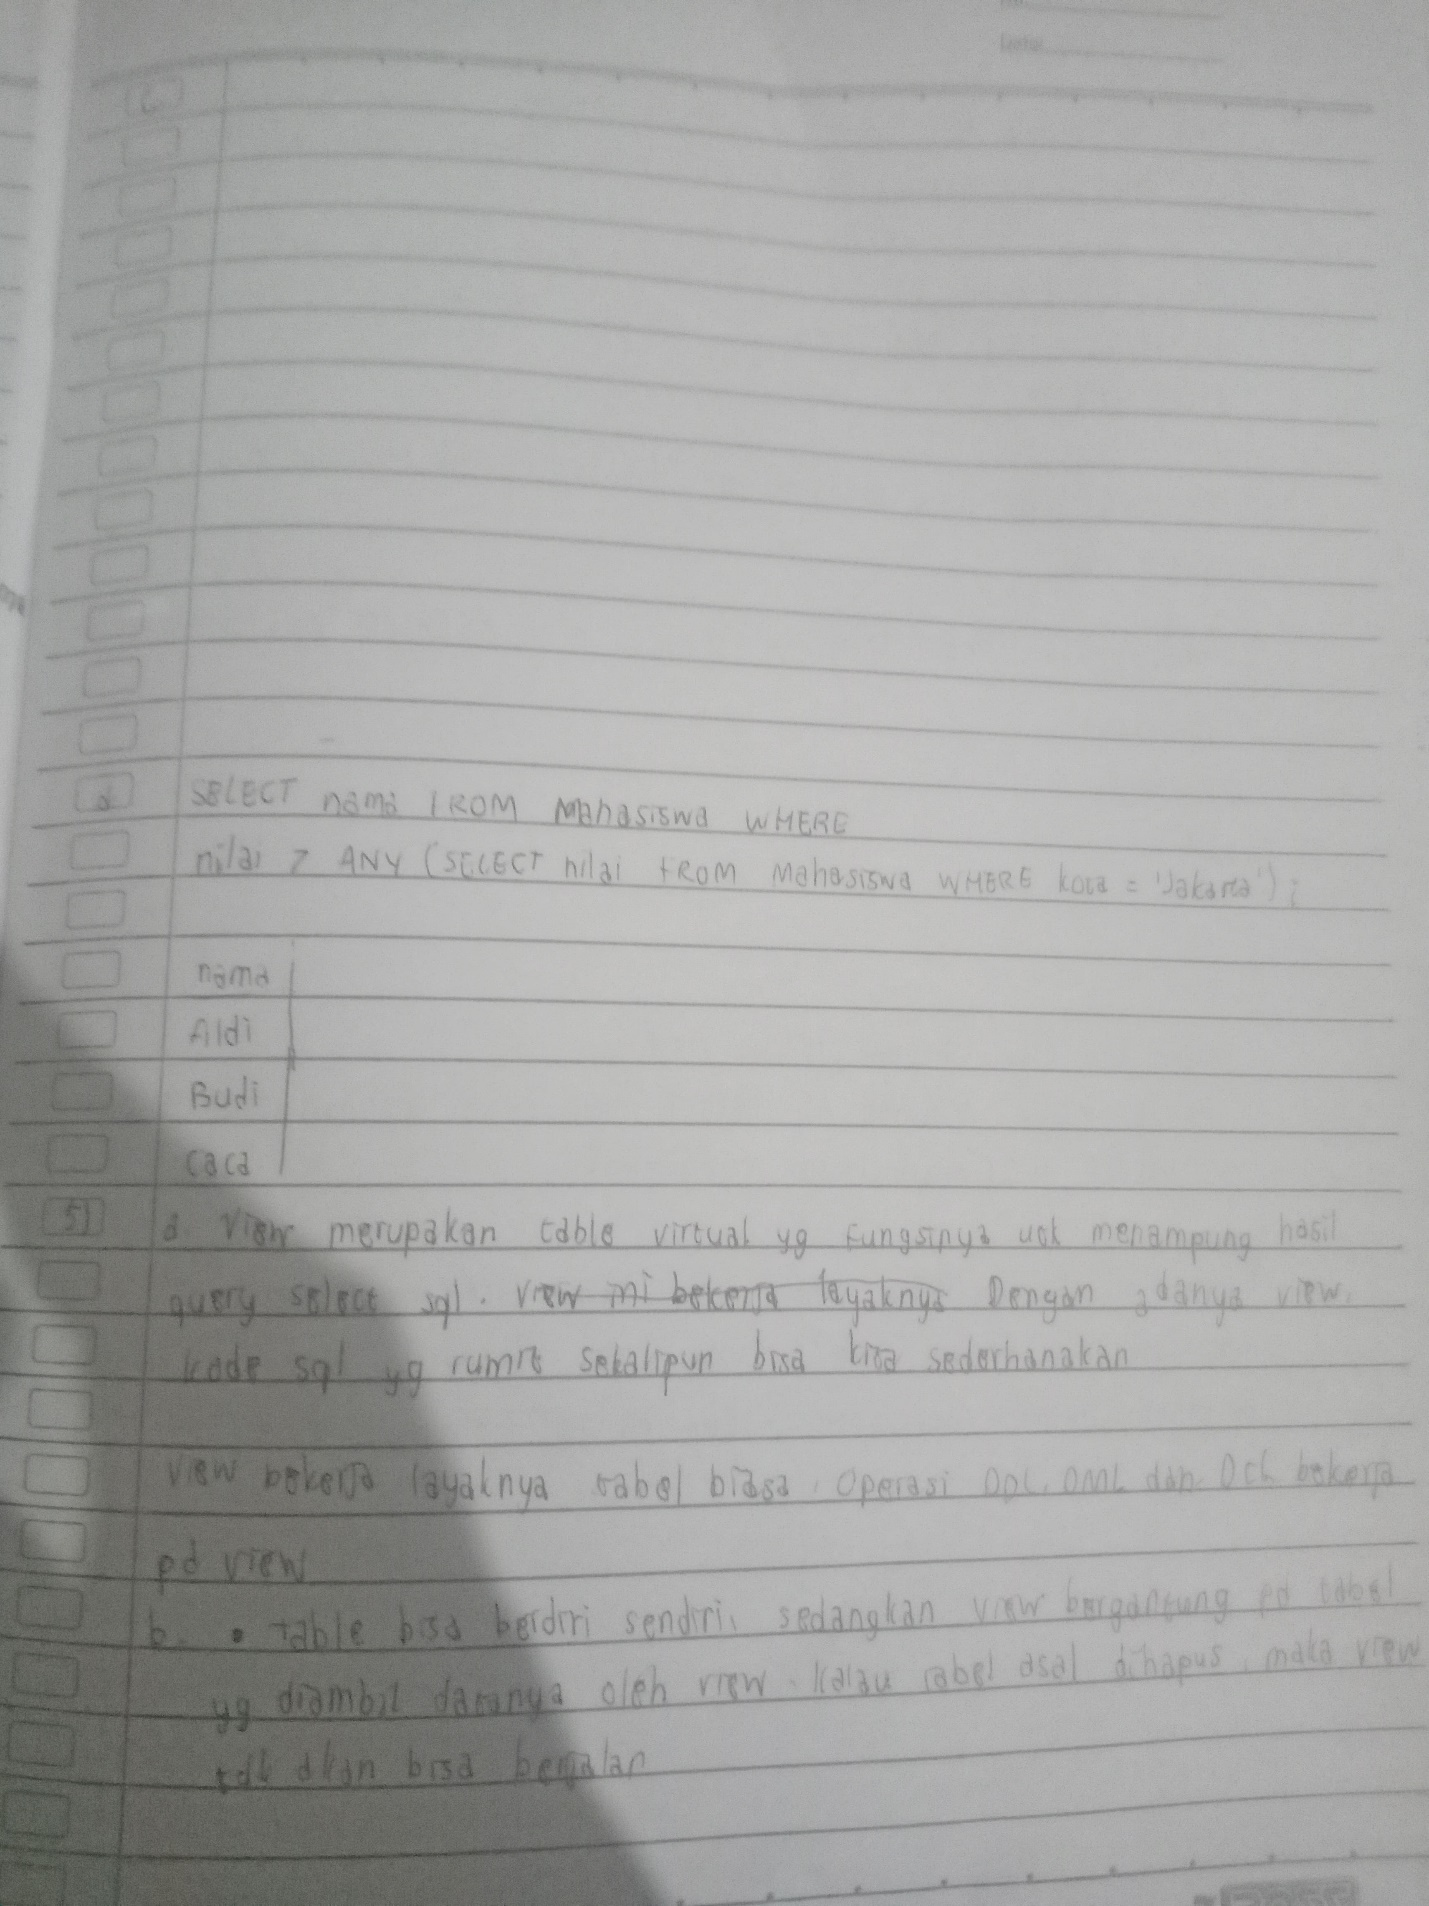 c
d SELECT nama FROM Mahasiswa WHERE
nilai > ANY (SELECT nilai FROM Mahasiswa WHERE kota = 'Jakarta');
nama
Aldi
Budi
caca
5) a. View merupakan table virtual yg fungsinya utk menampung hasil
query select sql. view ini bekerja layaknya Dengan adanya view,
kode sql yg rumit sekalipun bisa kita sederhanakan
view bekerja layaknya tabel biasa, Operasi DDL, DML dan DCL bekerja
pd view
b. • table bisa berdiri sendiri, sedangkan view bergantung pd tabel
yg diambil datanya oleh view. Kalau tabel asal dihapus, maka view
tdk akan bisa berjalan